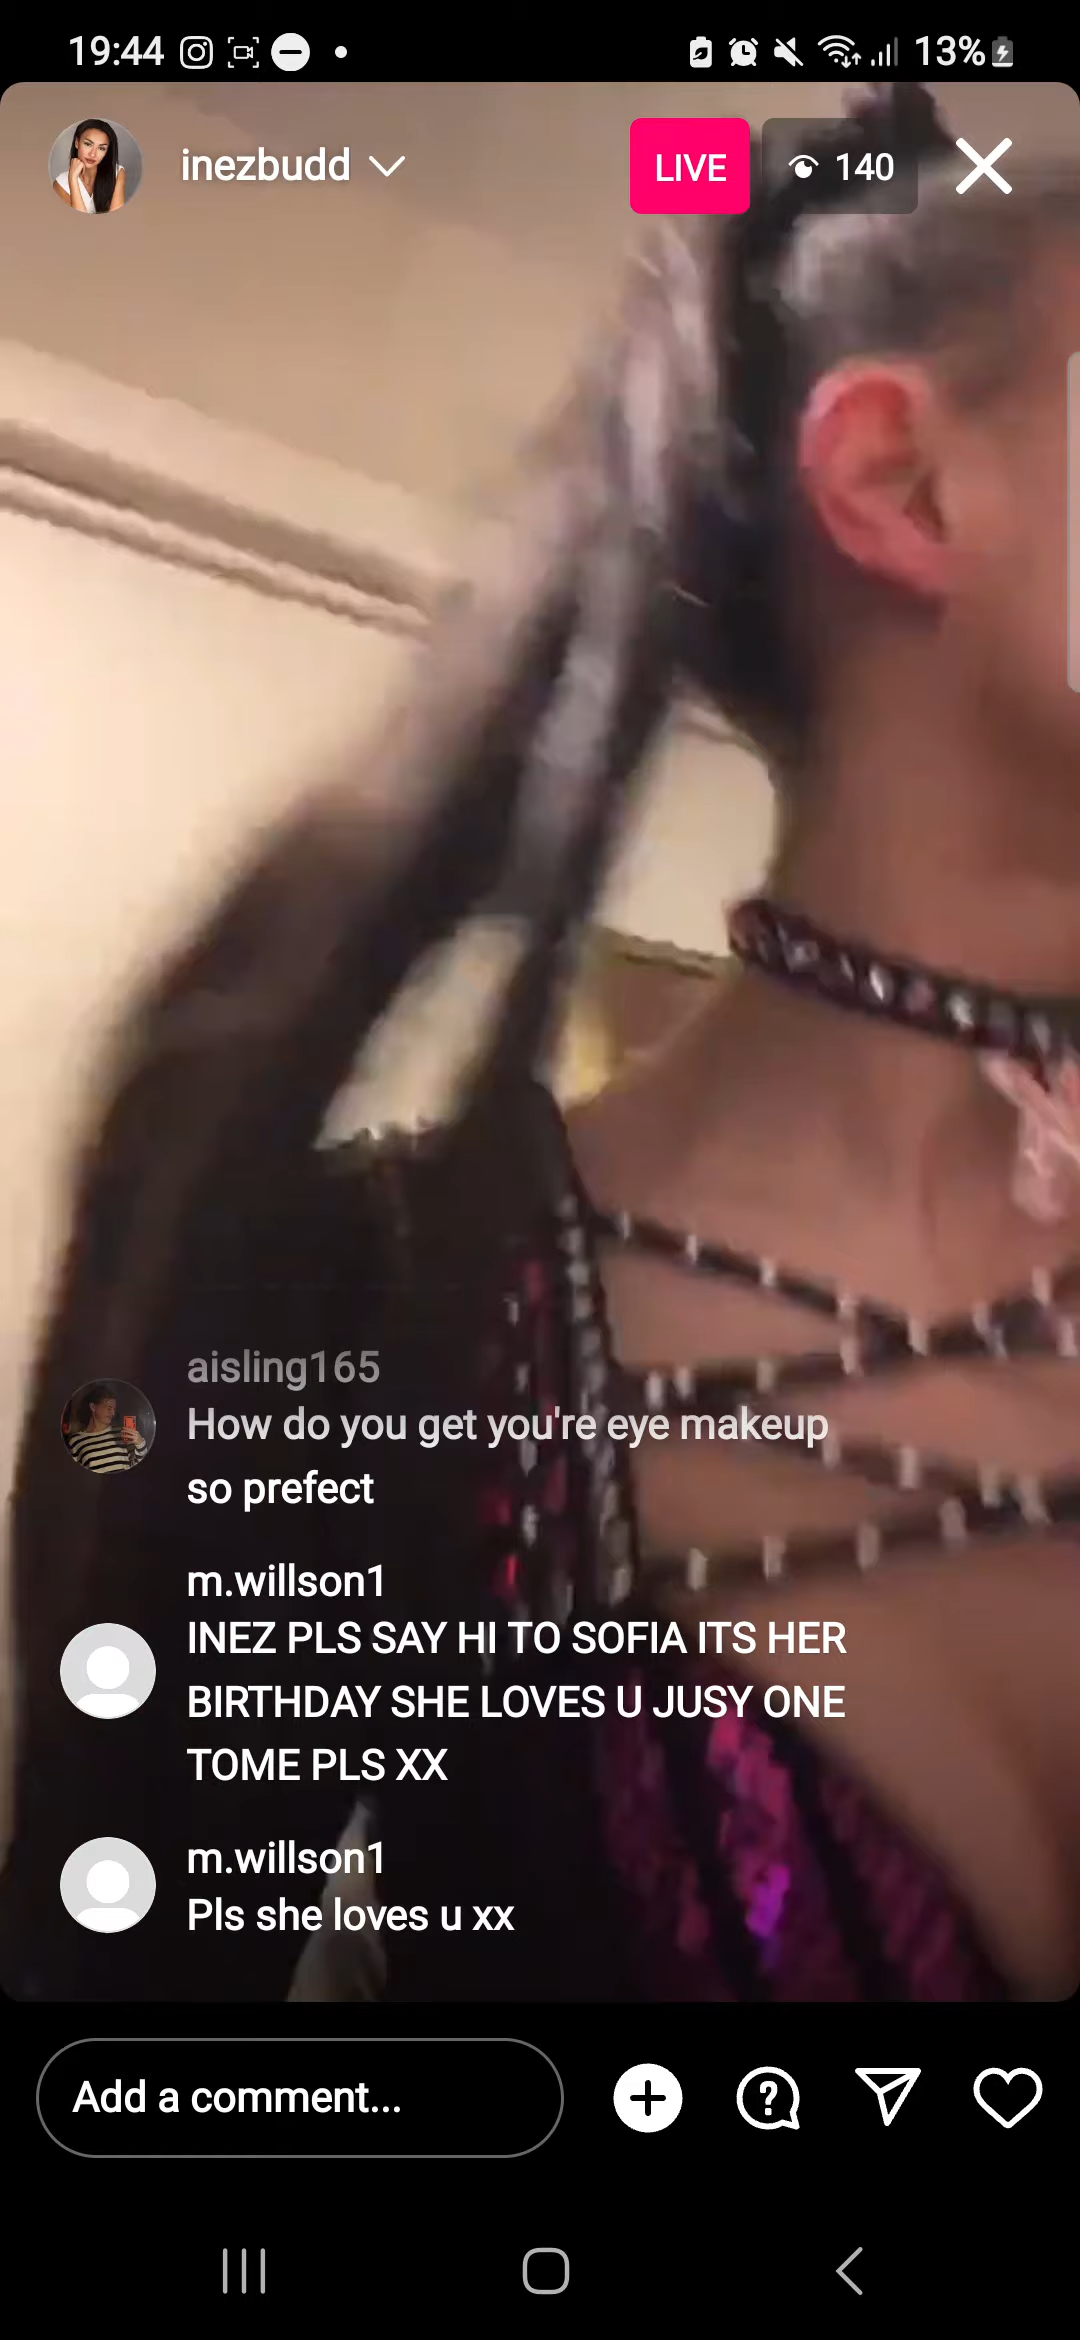 19:44
13%
inezbudd
LIVE
140
aisling165
How do you get you're eye makeup
so prefect
m.willson1
INEZ PLS SAY HI TO SOFIA ITS HER
BIRTHDAY SHE LOVES U JUSY ONE
TOME PLS XX
m.willson1
Pls she loves u xx
Add a comment...